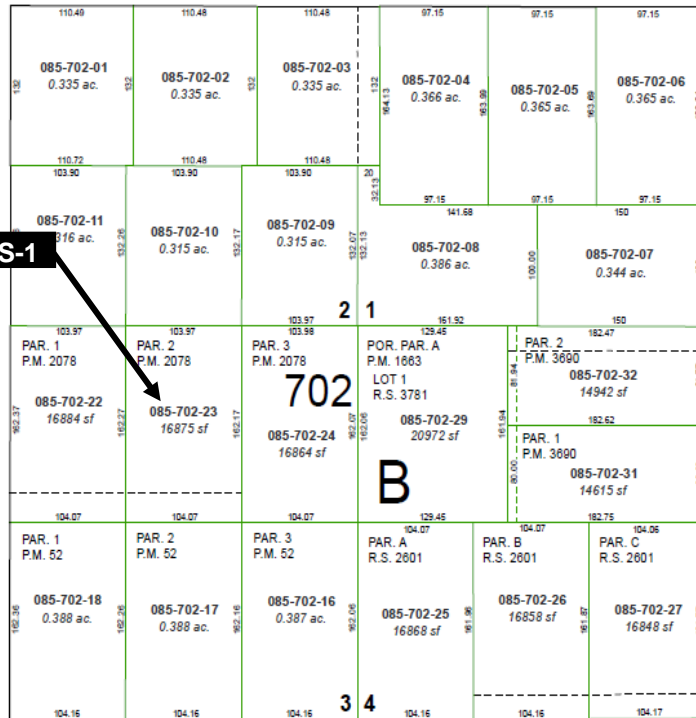 110.49 110.48 110.48 97.15 97.15 97.15
085-702-01
0.335 ac.
085-702-02
0.335 ac.
085-702-03
0.335 ac.
085-702-04
0.366 ac.
085-702-05
0.365 ac.
085-702-06
0.365 ac.
132 132 132 132 164.13 163.99 163.69
110.72 110.48 110.48
103.90 103.90 103.90 20
32.13
97.15 97.15 97.15
141.68 150
085-702-11
085-702-10
0.315 ac.
085-702-09
0.315 ac.
085-702-08
0.386 ac.
085-702-07
0.344 ac.
132.26 132.17 132.07 132.13 100.00
S-1
2 1
103.97 161.92 150
103.97 103.97 103.98 129.45 182.47
PAR. 1
P.M. 2078
085-702-22
16884 sf
PAR. 2
P.M. 2078
085-702-23
16875 sf
PAR. 3
P.M. 2078
702
085-702-24
16864 sf
POR. PAR. A
P.M. 1663
LOT 1
R.S. 3781
085-702-29
20972 sf
B
PAR. 2
P.M. 3690
085-702-32
14942 sf
182.62
PAR. 1
P.M. 3690
085-702-31
14615 sf
162.37 162.27 162.17 162.07 162.06 161.94 81.94 80.00
104.07 104.07 104.07 129.45 182.75
104.07 104.07 104.06
PAR. 1
P.M. 52
085-702-18
0.388 ac.
PAR. 2
P.M. 52
085-702-17
0.388 ac.
PAR. 3
P.M. 52
085-702-16
0.387 ac.
PAR. A
R.S. 2601
085-702-25
16868 sf
PAR. B
R.S. 2601
085-702-26
16858 sf
PAR. C
R.S. 2601
085-702-27
16848 sf
162.36 162.26 162.16 162.06 161.96 161.87
3 4
104.16 104.16 104.16 104.16 104.16 104.17